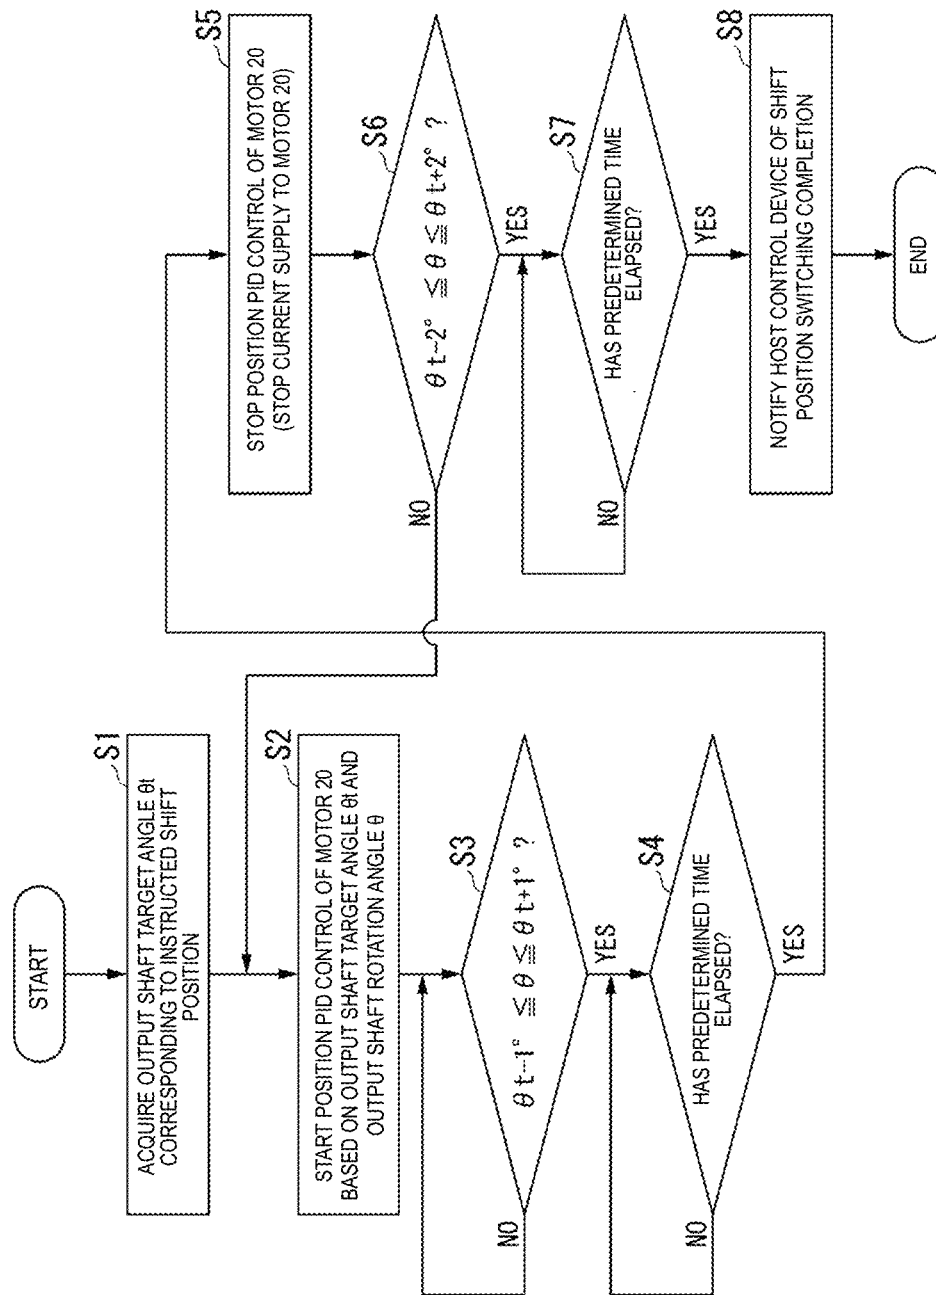 START
S1
ACQUIRE OUTPUT SHAFT TARGET ANGLE θt
CORRESPONDING TO INSTRUCTED SHIFT
POSITION
S2
START POSITION PID CONTROL OF MOTOR 20
BASED ON OUTPUT SHAFT TARGET ANGLE θt AND
OUTPUT SHAFT ROTATION ANGLE θ
S3
θt−1° ≦ θ ≦ θt+1° ?
NO
YES
S4
HAS PREDETERMINED TIME
ELAPSED?
NO
YES
S5
STOP POSITION PID CONTROL OF MOTOR 20
(STOP CURRENT SUPPLY TO MOTOR 20)
S6
θt−2° ≦ θ ≦ θt+2° ?
NO
YES
S7
HAS PREDETERMINED TIME
ELAPSED?
NO
YES
S8
NOTIFY HOST CONTROL DEVICE OF SHIFT
POSITION SWITCHING COMPLETION
END